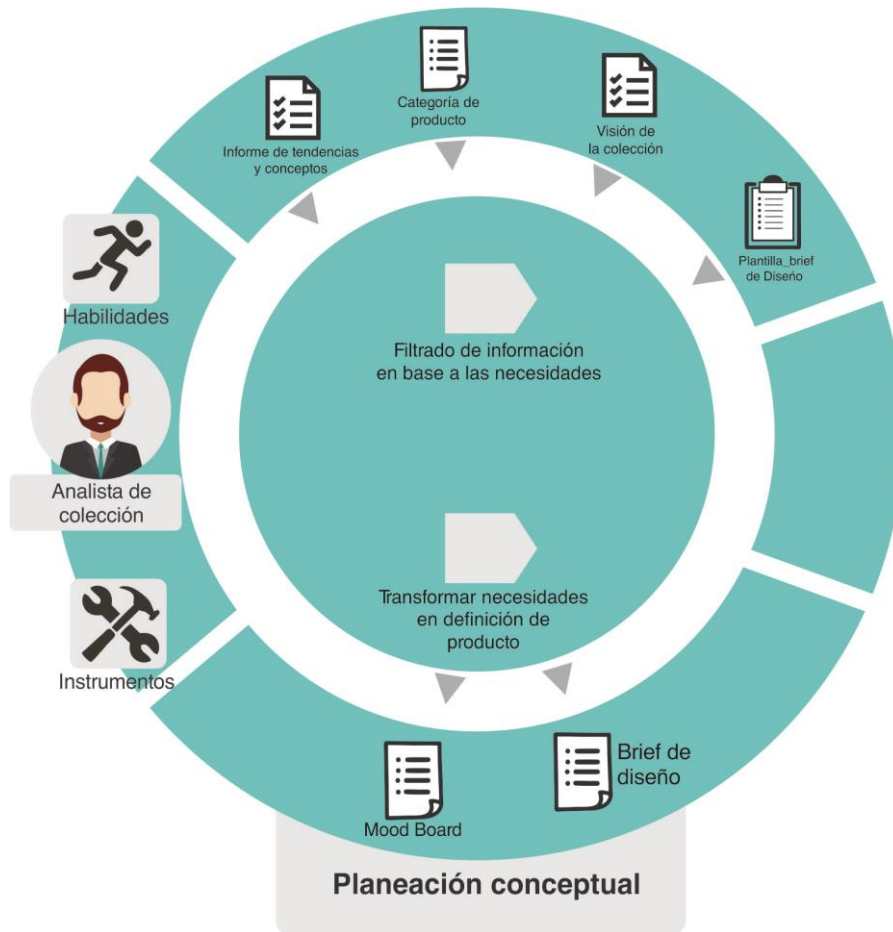 Categoría de
producto
Visión de
la colección
Informe de tendencias
y conceptos
Plantilla_brief
de Diseño
Habilidades
Filtrado de información
en base a las necesidades
Analista de
colección
Transformar necesidades
en definición de
producto
Instrumentos
Brief de
diseño
Mood Board
Planeación conceptual